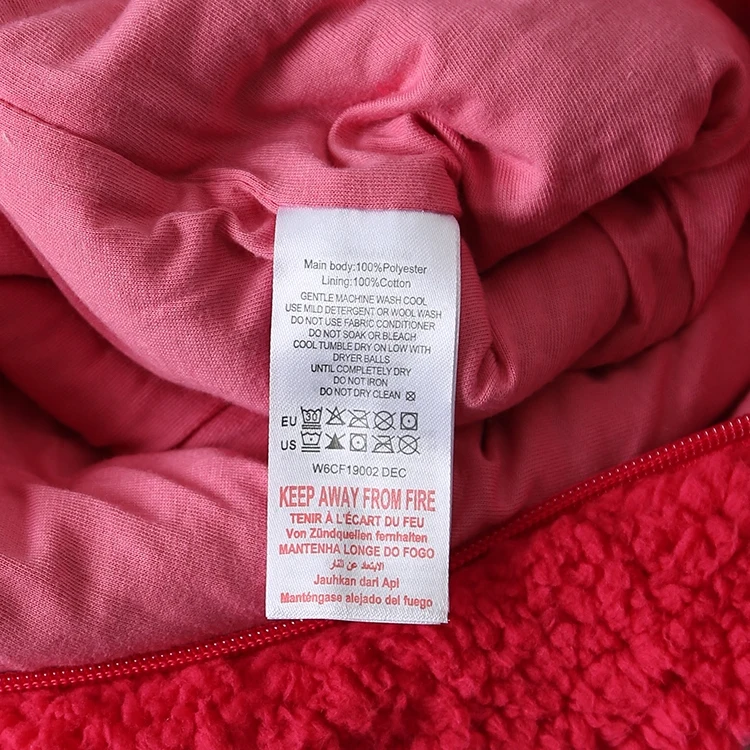 Main body:100%Polyester
Lining:100%Cotton
GENTLE MACHINE WASH COOL
USE MILD DETERGENT OR WOOL WASH
DO NOT USE FABRIC CONDITIONER
DO NOT SOAK OR BLEACH
COOL TUMBLE DRY ON LOW WITH
DRYER BALLS
UNTIL COMPLETELY DRY
DO NOT IRON
DO NOT DRY CLEAN
EU 30
US
W6CF19002 DEC
KEEP AWAY FROM FIRE
TENIR À L'ÉCART DU FEU
Von Zündquellen fernhalten
MANTENHA LONGE DO FOGO
الابتعاد عن النار
Jauhkan dari Api
Manténgase alejado del fuego